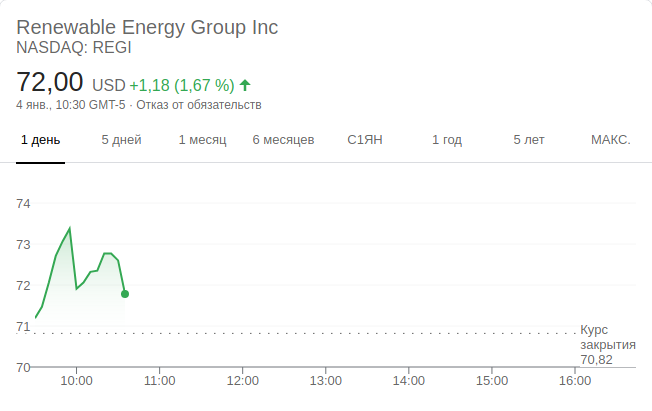 Renewable Energy Group Inc
NASDAQ: REGI
72,00 USD +1,18 (1,67 %)
4 янв., 10:30 GMT-5 · Отказ от обязательств
1 день 5 дней 1 месяц 6 месяцев С1ЯН 1 год 5 лет МАКС.
74
73
72
71
Курс
закрытия
70,82
70
10:00 11:00 12:00 13:00 14:00 15:00 16:00